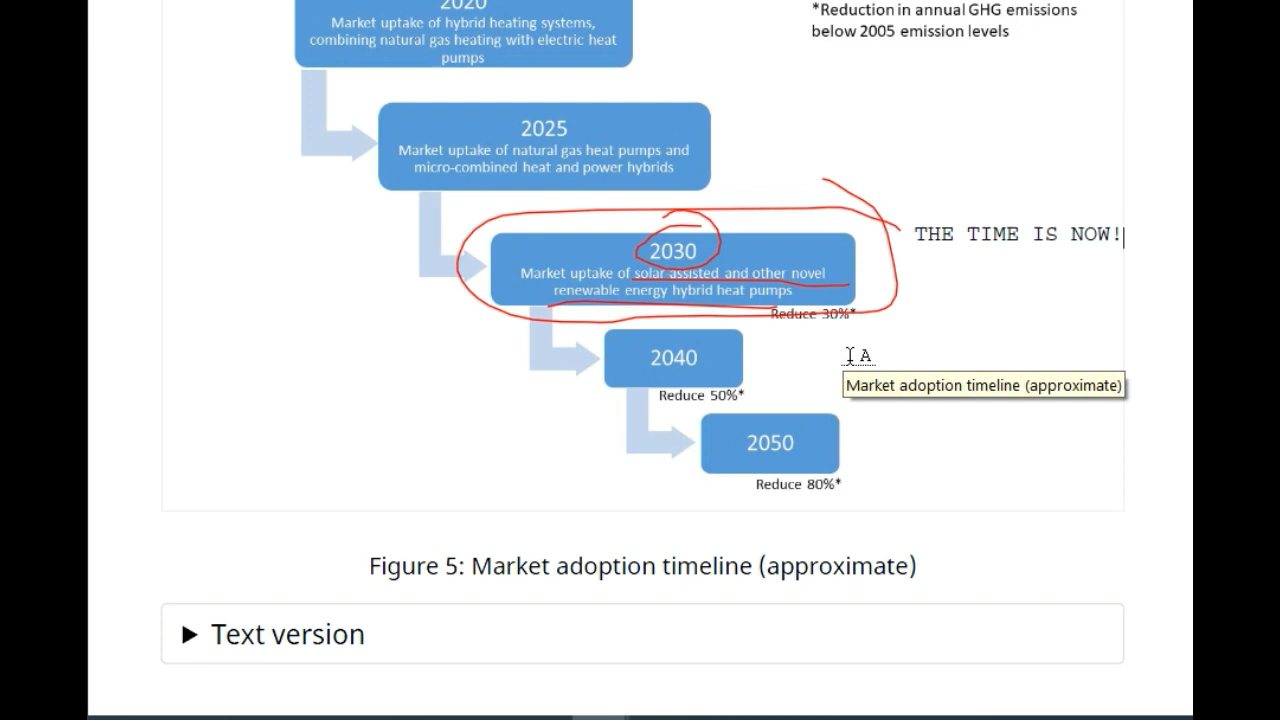 2020
Market uptake of hybrid heating systems,
combining natural gas heating with electric heat
pumps
*Reduction in annual GHG emissions
below 2005 emission levels
2025
Market uptake of natural gas heat pumps and
micro-combined heat and power hybrids
2030
Market uptake of solar assisted and other novel
renewable energy hybrid heat pumps
THE TIME IS NOW!
Reduce 30%*
2040
A
Market adoption timeline (approximate)
Reduce 50%*
2050
Reduce 80%*
Figure 5: Market adoption timeline (approximate)
Text version